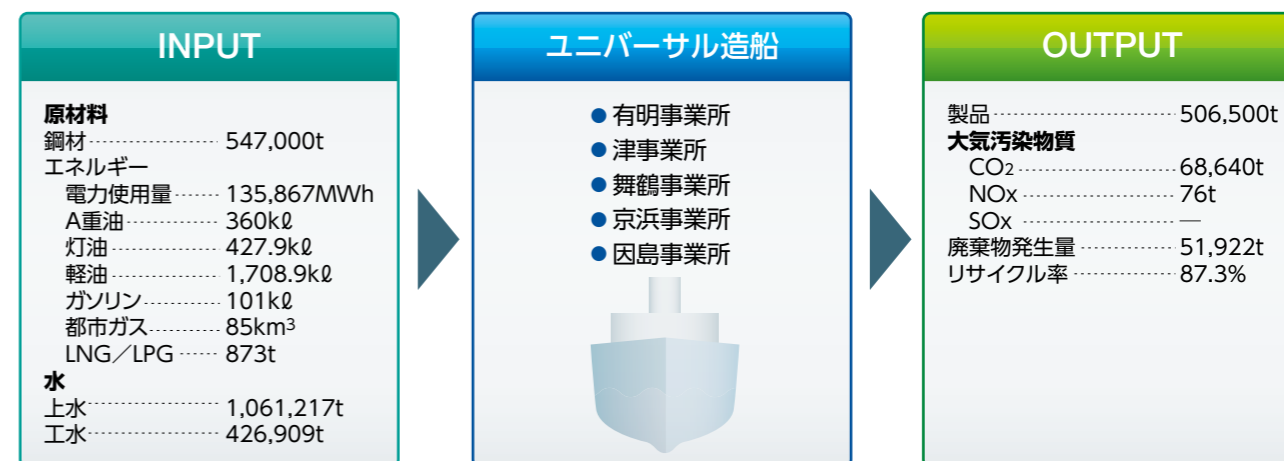 INPUT
原材料
鋼材 547,000t
エネルギー
電力使用量 135,867MWh
A重油 360kℓ
灯油 427.9kℓ
軽油 1,708.9kℓ
ガソリン 101kℓ
都市ガス 85km³
LNG/LPG 873t
水
上水 1,061,217t
工水 426,909t
ユニバーサル造船
● 有明事業所
● 津事業所
● 舞鶴事業所
● 京浜事業所
● 因島事業所
OUTPUT
製品 506,500t
大気汚染物質
CO₂ 68,640t
NOx 76t
SOx —
廃棄物発生量 51,922t
リサイクル率 87.3%